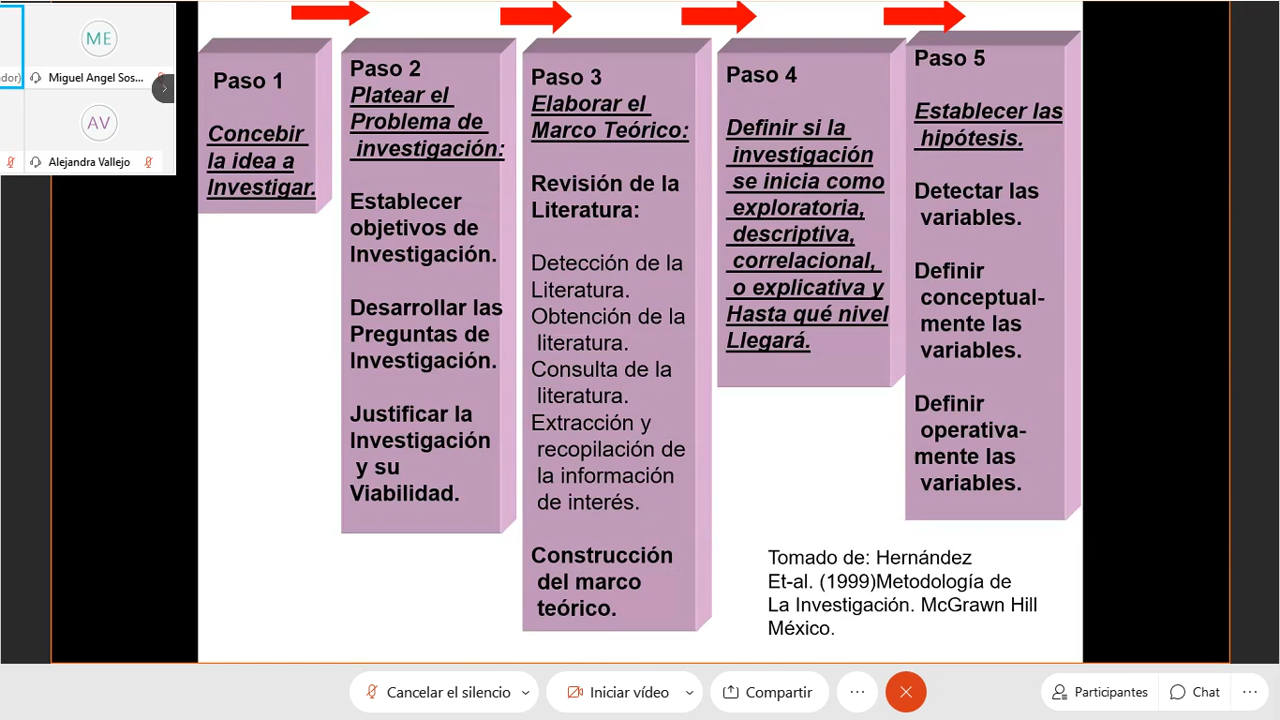 ador)
ME
Miguel Angel Sos...
AV
Alejandra Vallejo
Paso 1
Concebir
la idea a
Investigar.
Paso 2
Platear el
Problema de
investigación:
Establecer
objetivos de
Investigación.
Desarrollar las
Preguntas de
Investigación.
Justificar la
Investigación
y su
Viabilidad.
Paso 3
Elaborar el
Marco Teórico:
Revisión de la
Literatura:
Detección de la
Literatura.
Obtención de la
literatura.
Consulta de la
literatura.
Extracción y
recopilación de
la información
de interés.
Construcción
del marco
teórico.
Paso 4
Definir si la
investigación
se inicia como
exploratoria,
descriptiva,
correlacional,
o explicativa y
Hasta qué nivel
Llegará.
Paso 5
Establecer las
hipótesis.
Detectar las
variables.
Definir
conceptual-
mente las
variables.
Definir
operativa-
mente las
variables.
Tomado de: Hernández
Et-al. (1999)Metodología de
La Investigación. McGrawn Hill
México.
Cancelar el silencio
Iniciar vídeo
Compartir
Participantes
Chat